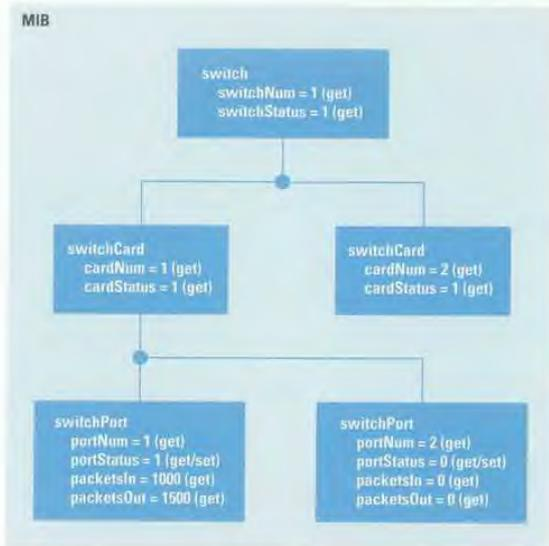 MIB
switch
switchNum = 1 (get)
switchStatus = 1 (get)
switchCard
cardNum = 1 (get)
cardStatus = 1 (get)
switchCard
cardNum = 2 (get)
cardStatus = 1 (get)
switchPort
portNum = 1 (get)
portStatus = 1 (get/set)
packetsIn = 1000 (get)
packetsOut = 1500 (get)
switchPort
portNum = 2 (get)
portStatus = 0 (get/set)
packetsIn = 0 (get)
packetsOut = 0 (get)